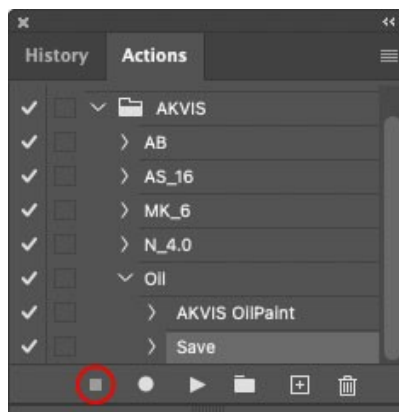 History Actions
AKVIS
AB
AS_16
MK_6
N_4.0
Oil
AKVIS OilPaint
Save